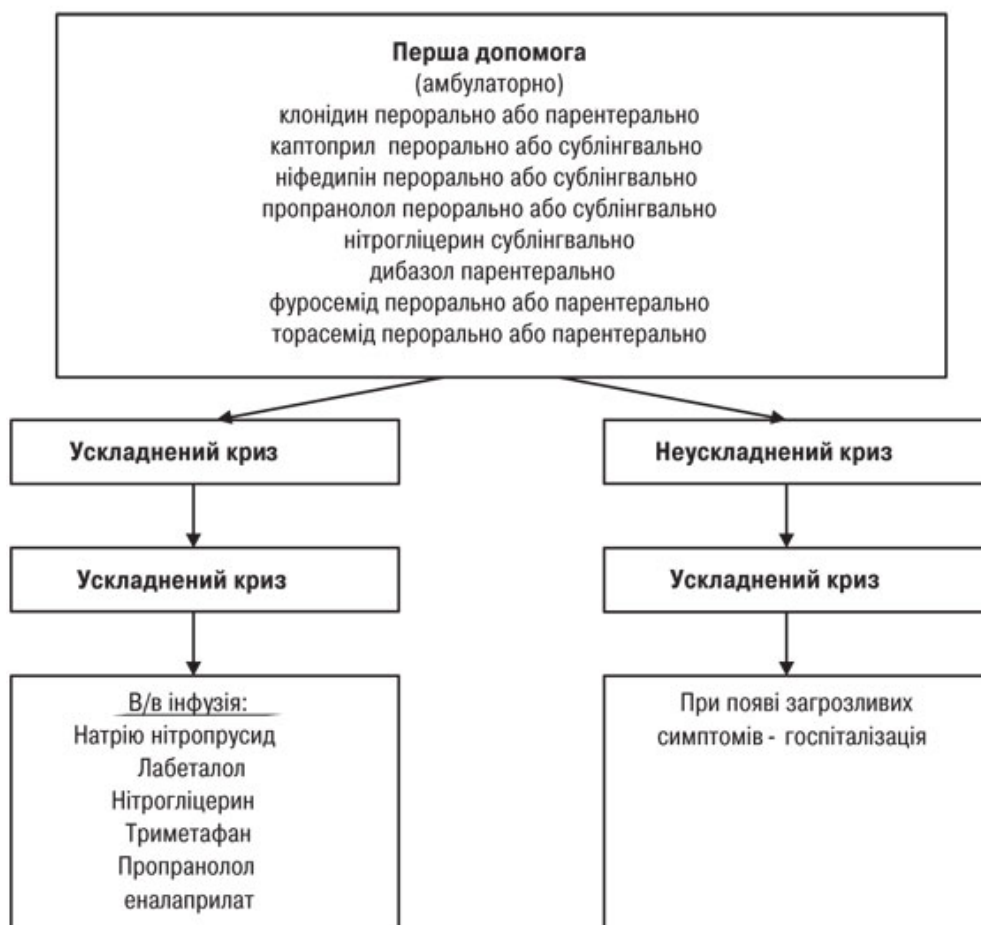 Перша допомога
(амбулаторно)
клонідин перорально або парентерально
каптоприл перорально або сублінгвально
ніфедипін перорально або сублінгвально
пропранолол перорально або сублінгвально
нітрогліцерин сублінгвально
дибазол парентерально
фуросемід перорально або парентерально
торасемід перорально або парентерально
Ускладнений криз
Неускладнений криз
Ускладнений криз
Ускладнений криз
В/в інфузія:
Натрію нітропрусид
Лабеталол
Нітрогліцерин
Триметафан
Пропранолол
еналаприлат
При появі загрозливих
симптомів - госпіталізація